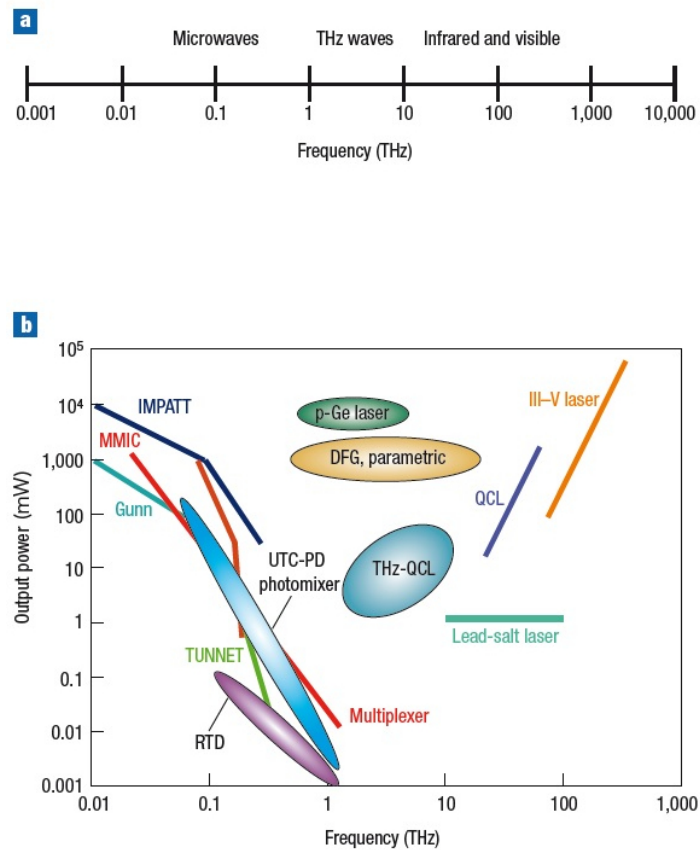 a
Microwaves THz waves Infrared and visible
0.001 0.01 0.1 1 10 100 1,000 10,000
Frequency (THz)
b
10⁵
10⁴
1,000
100
10
1
0.1
0.01
0.001
Output power (mW)
IMPATT
MMIC
Gunn
p-Ge laser
DFG, parametric
III–V laser
QCL
UTC-PD
photomixer
THz-QCL
TUNNET
Lead-salt laser
RTD
Multiplexer
0.01 0.1 1 10 100 1,000
Frequency (THz)